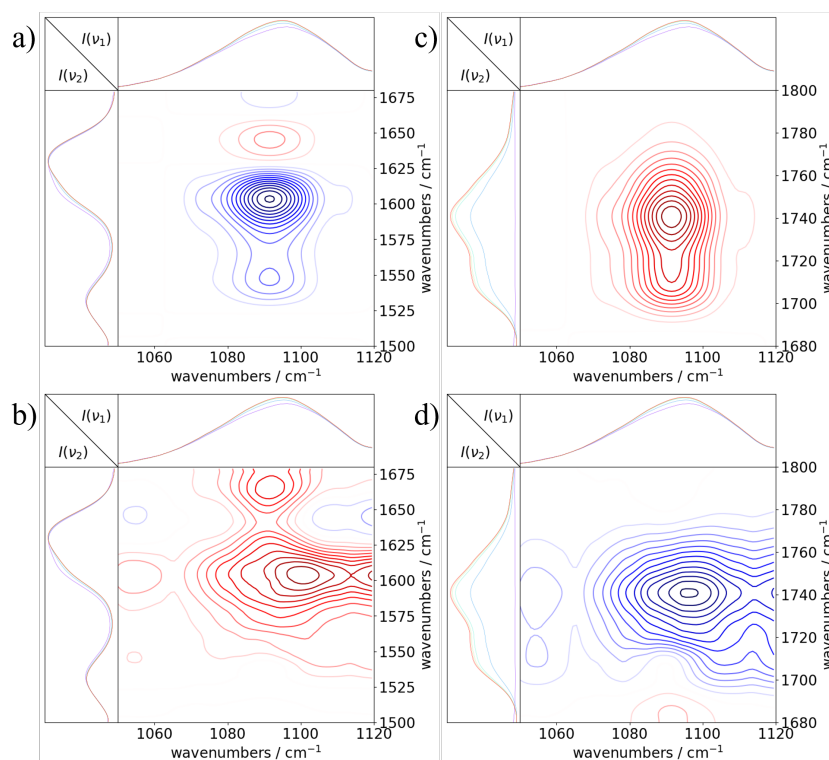 a)
I(ν₁)
I(ν₂)
1675
1650
1625
1600
1575
1550
1525
1500
wavenumbers / cm⁻¹
1060 1080 1100 1120
wavenumbers / cm⁻¹
c)
I(ν₁)
I(ν₂)
1800
1780
1760
1740
1720
1700
1680
wavenumbers / cm⁻¹
1060 1080 1100 1120
wavenumbers / cm⁻¹
b)
I(ν₁)
I(ν₂)
1675
1650
1625
1600
1575
1550
1525
1500
wavenumbers / cm⁻¹
1060 1080 1100 1120
wavenumbers / cm⁻¹
d)
I(ν₁)
I(ν₂)
1800
1780
1760
1740
1720
1700
1680
wavenumbers / cm⁻¹
1060 1080 1100 1120
wavenumbers / cm⁻¹